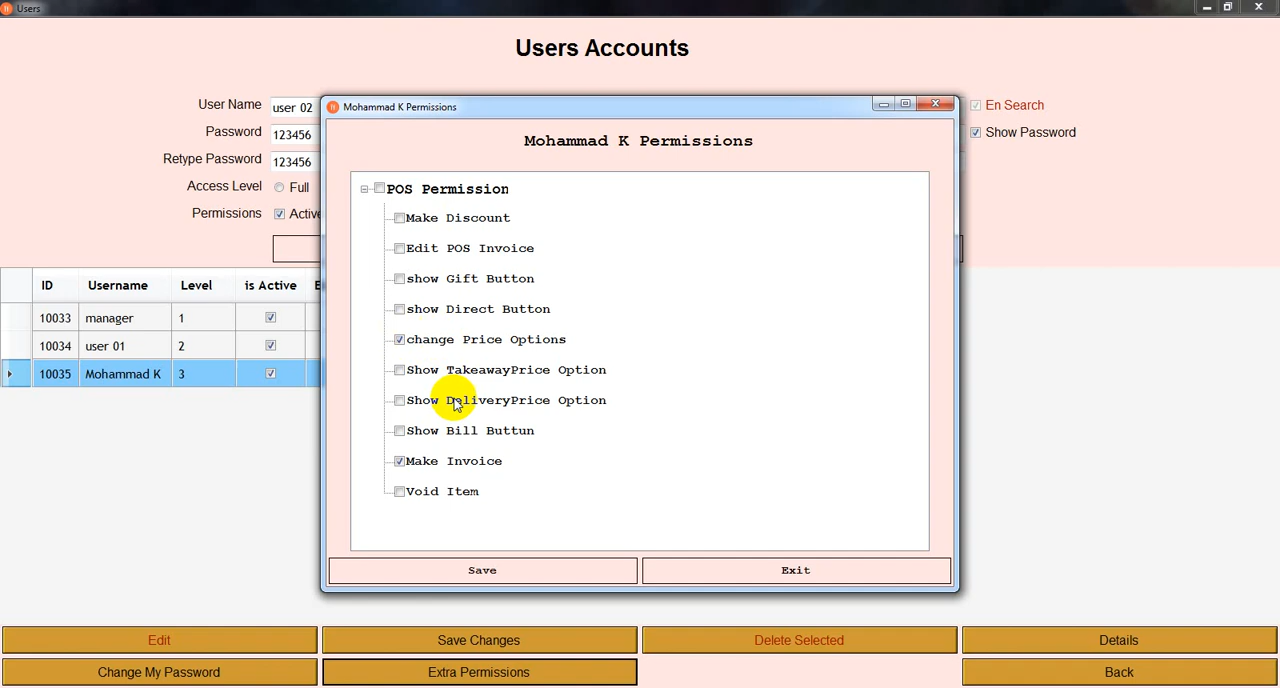 Users
Users Accounts
User Name user 02
En Search
Password 123456
Show Password
Retype Password 123456
Access Level Full
Permissions Active
Mohammad K Permissions
Mohammad K Permissions
POS Permission
Make Discount
Edit POS Invoice
show Gift Button
show Direct Button
change Price Options
Show TakeawayPrice Option
Show DeliveryPrice Option
Show Bill Buttun
Make Invoice
Void Item
Save Exit
ID Username Level is Active E
10033 manager 1
10034 user 01 2
10035 Mohammad K 3
Edit Save Changes Delete Selected Details
Change My Password Extra Permissions Back